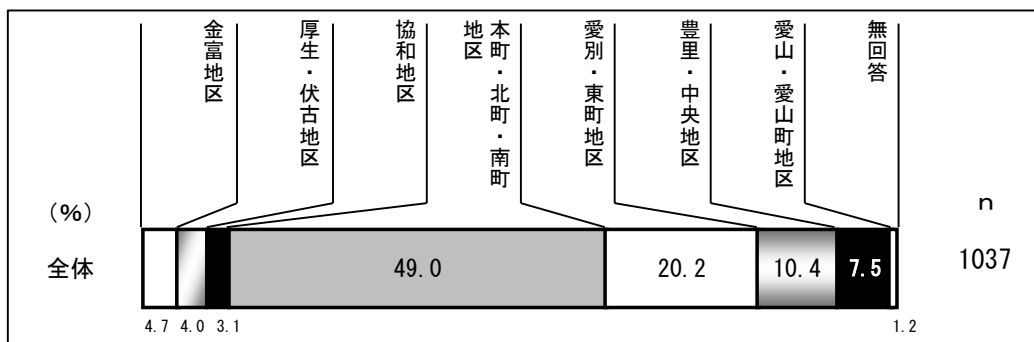 金富地区
厚生・伏古地区
協和地区
本町・北町・南町
地区
愛別・東町地区
豊里・中央地区
愛山・愛山町地区
無回答
(%)
n
全体
49.0
20.2
10.4
7.5
1037
4.7
4.0
3.1
1.2